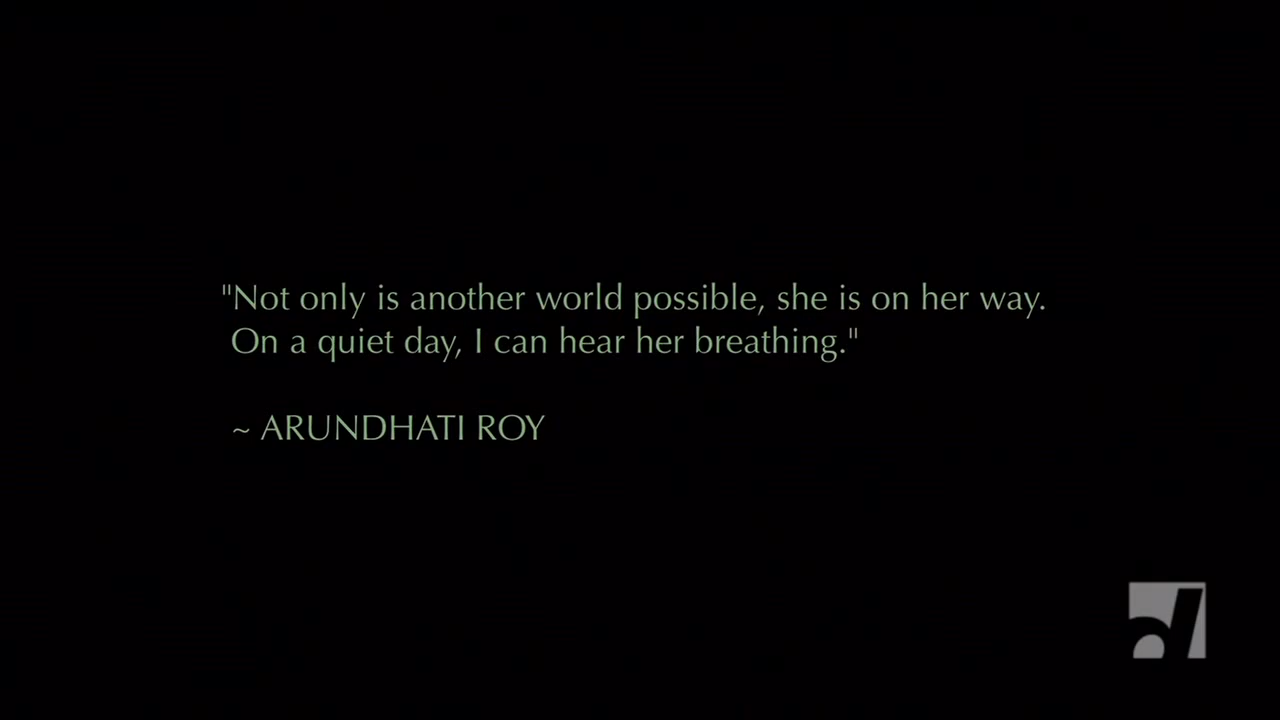 "Not only is another world possible, she is on her way.
On a quiet day, I can hear her breathing."
~ ARUNDHATI ROY